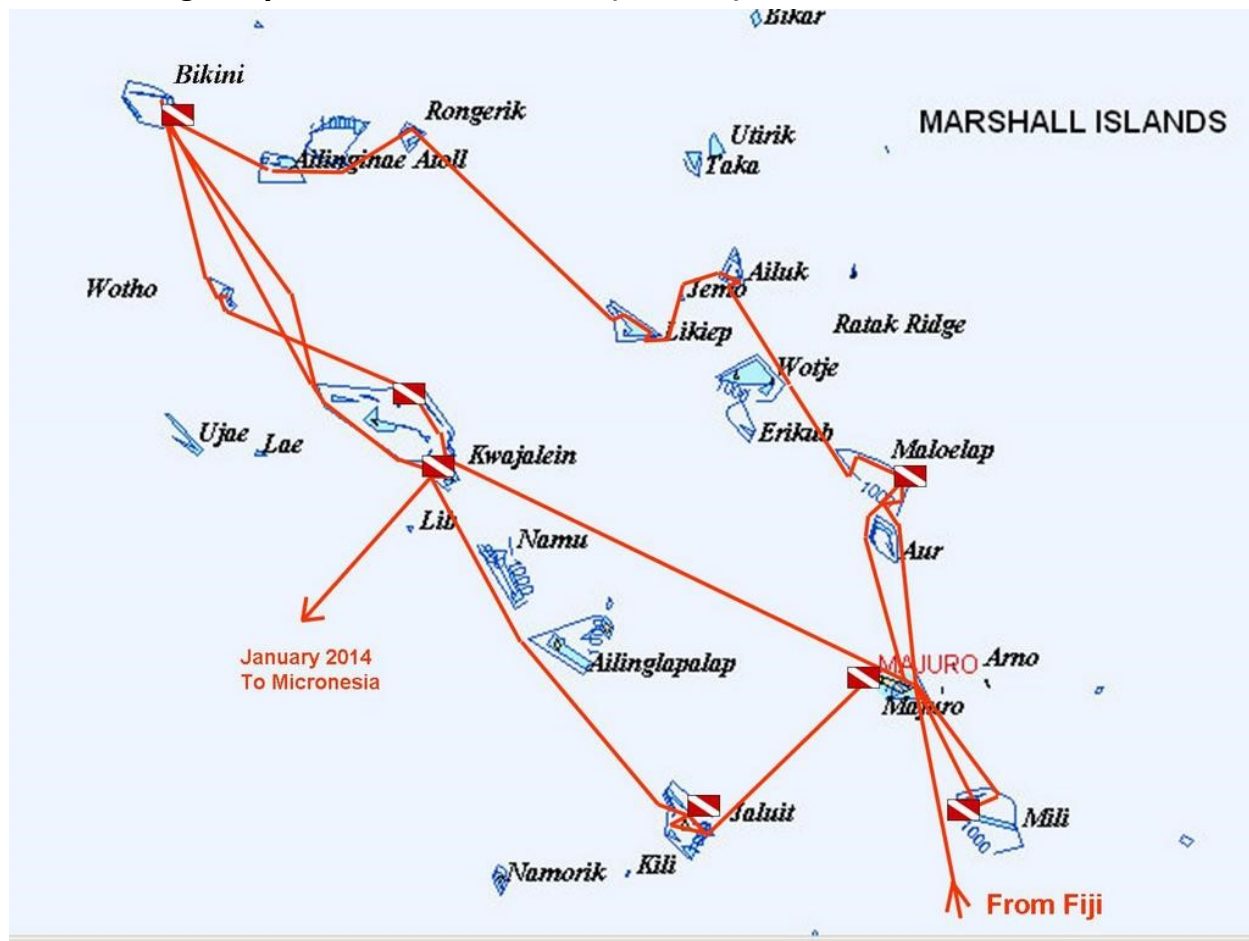 Bikar
Bikini
Rongerik
MARSHALL ISLANDS
Utirik
Ailinginae Atoll
Taka
Ailuk
Wotho
Jemo
Likiep
Ratak Ridge
Wotje
1000
Ujae
Lae
Erikub
Kwajalein
Maloelap
1000
Lib
Namu
1000
Aur
January 2014
To Micronesia
Ailinglapalap
MAJURO
Arno
Majuro
Jaluit
Mili
1000
Namorik
Kili
From Fiji